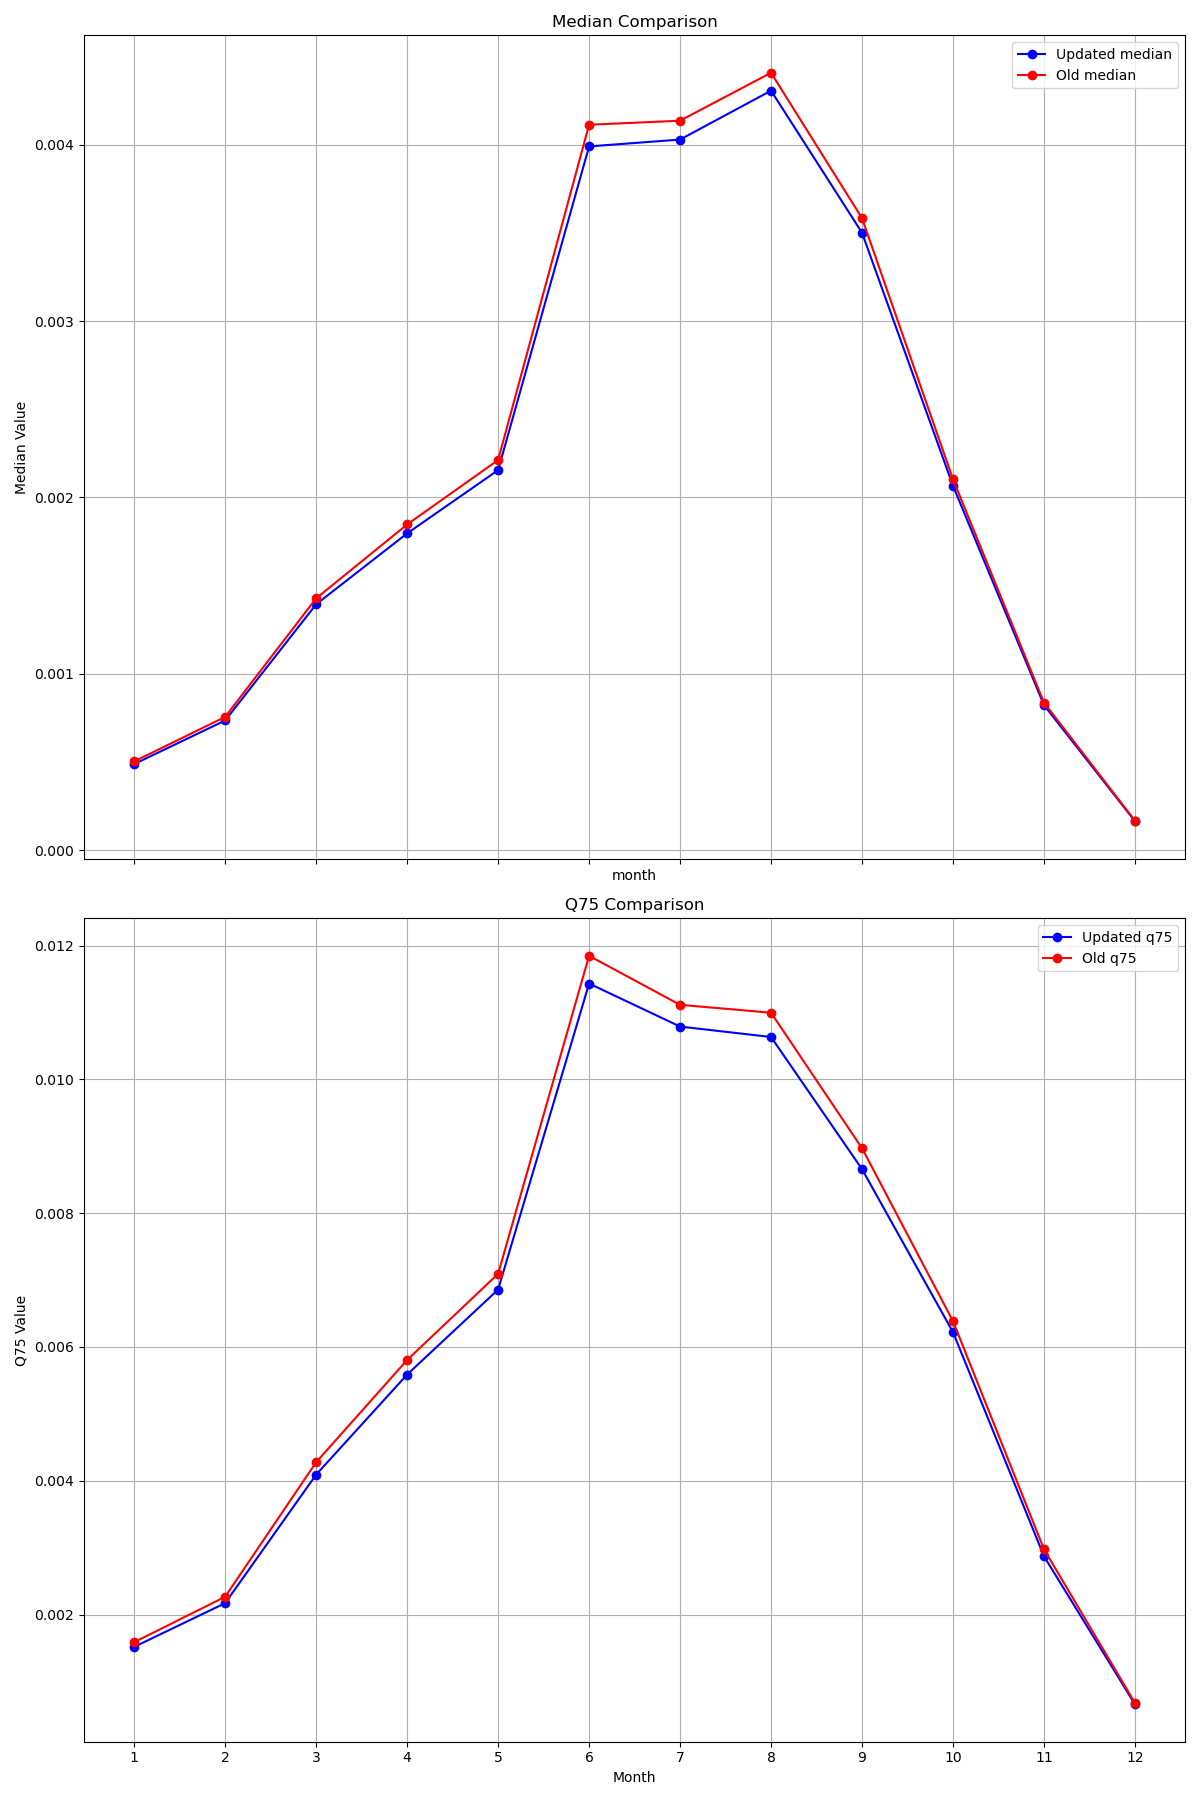 Median Comparison
Updated median
Old median
0.004
0.003
0.002
0.001
0.000
Median Value
month
Q75 Comparison
Updated q75
Old q75
0.012
0.010
0.008
0.006
0.004
0.002
Q75 Value
1 2 3 4 5 6 7 8 9 10 11 12
Month